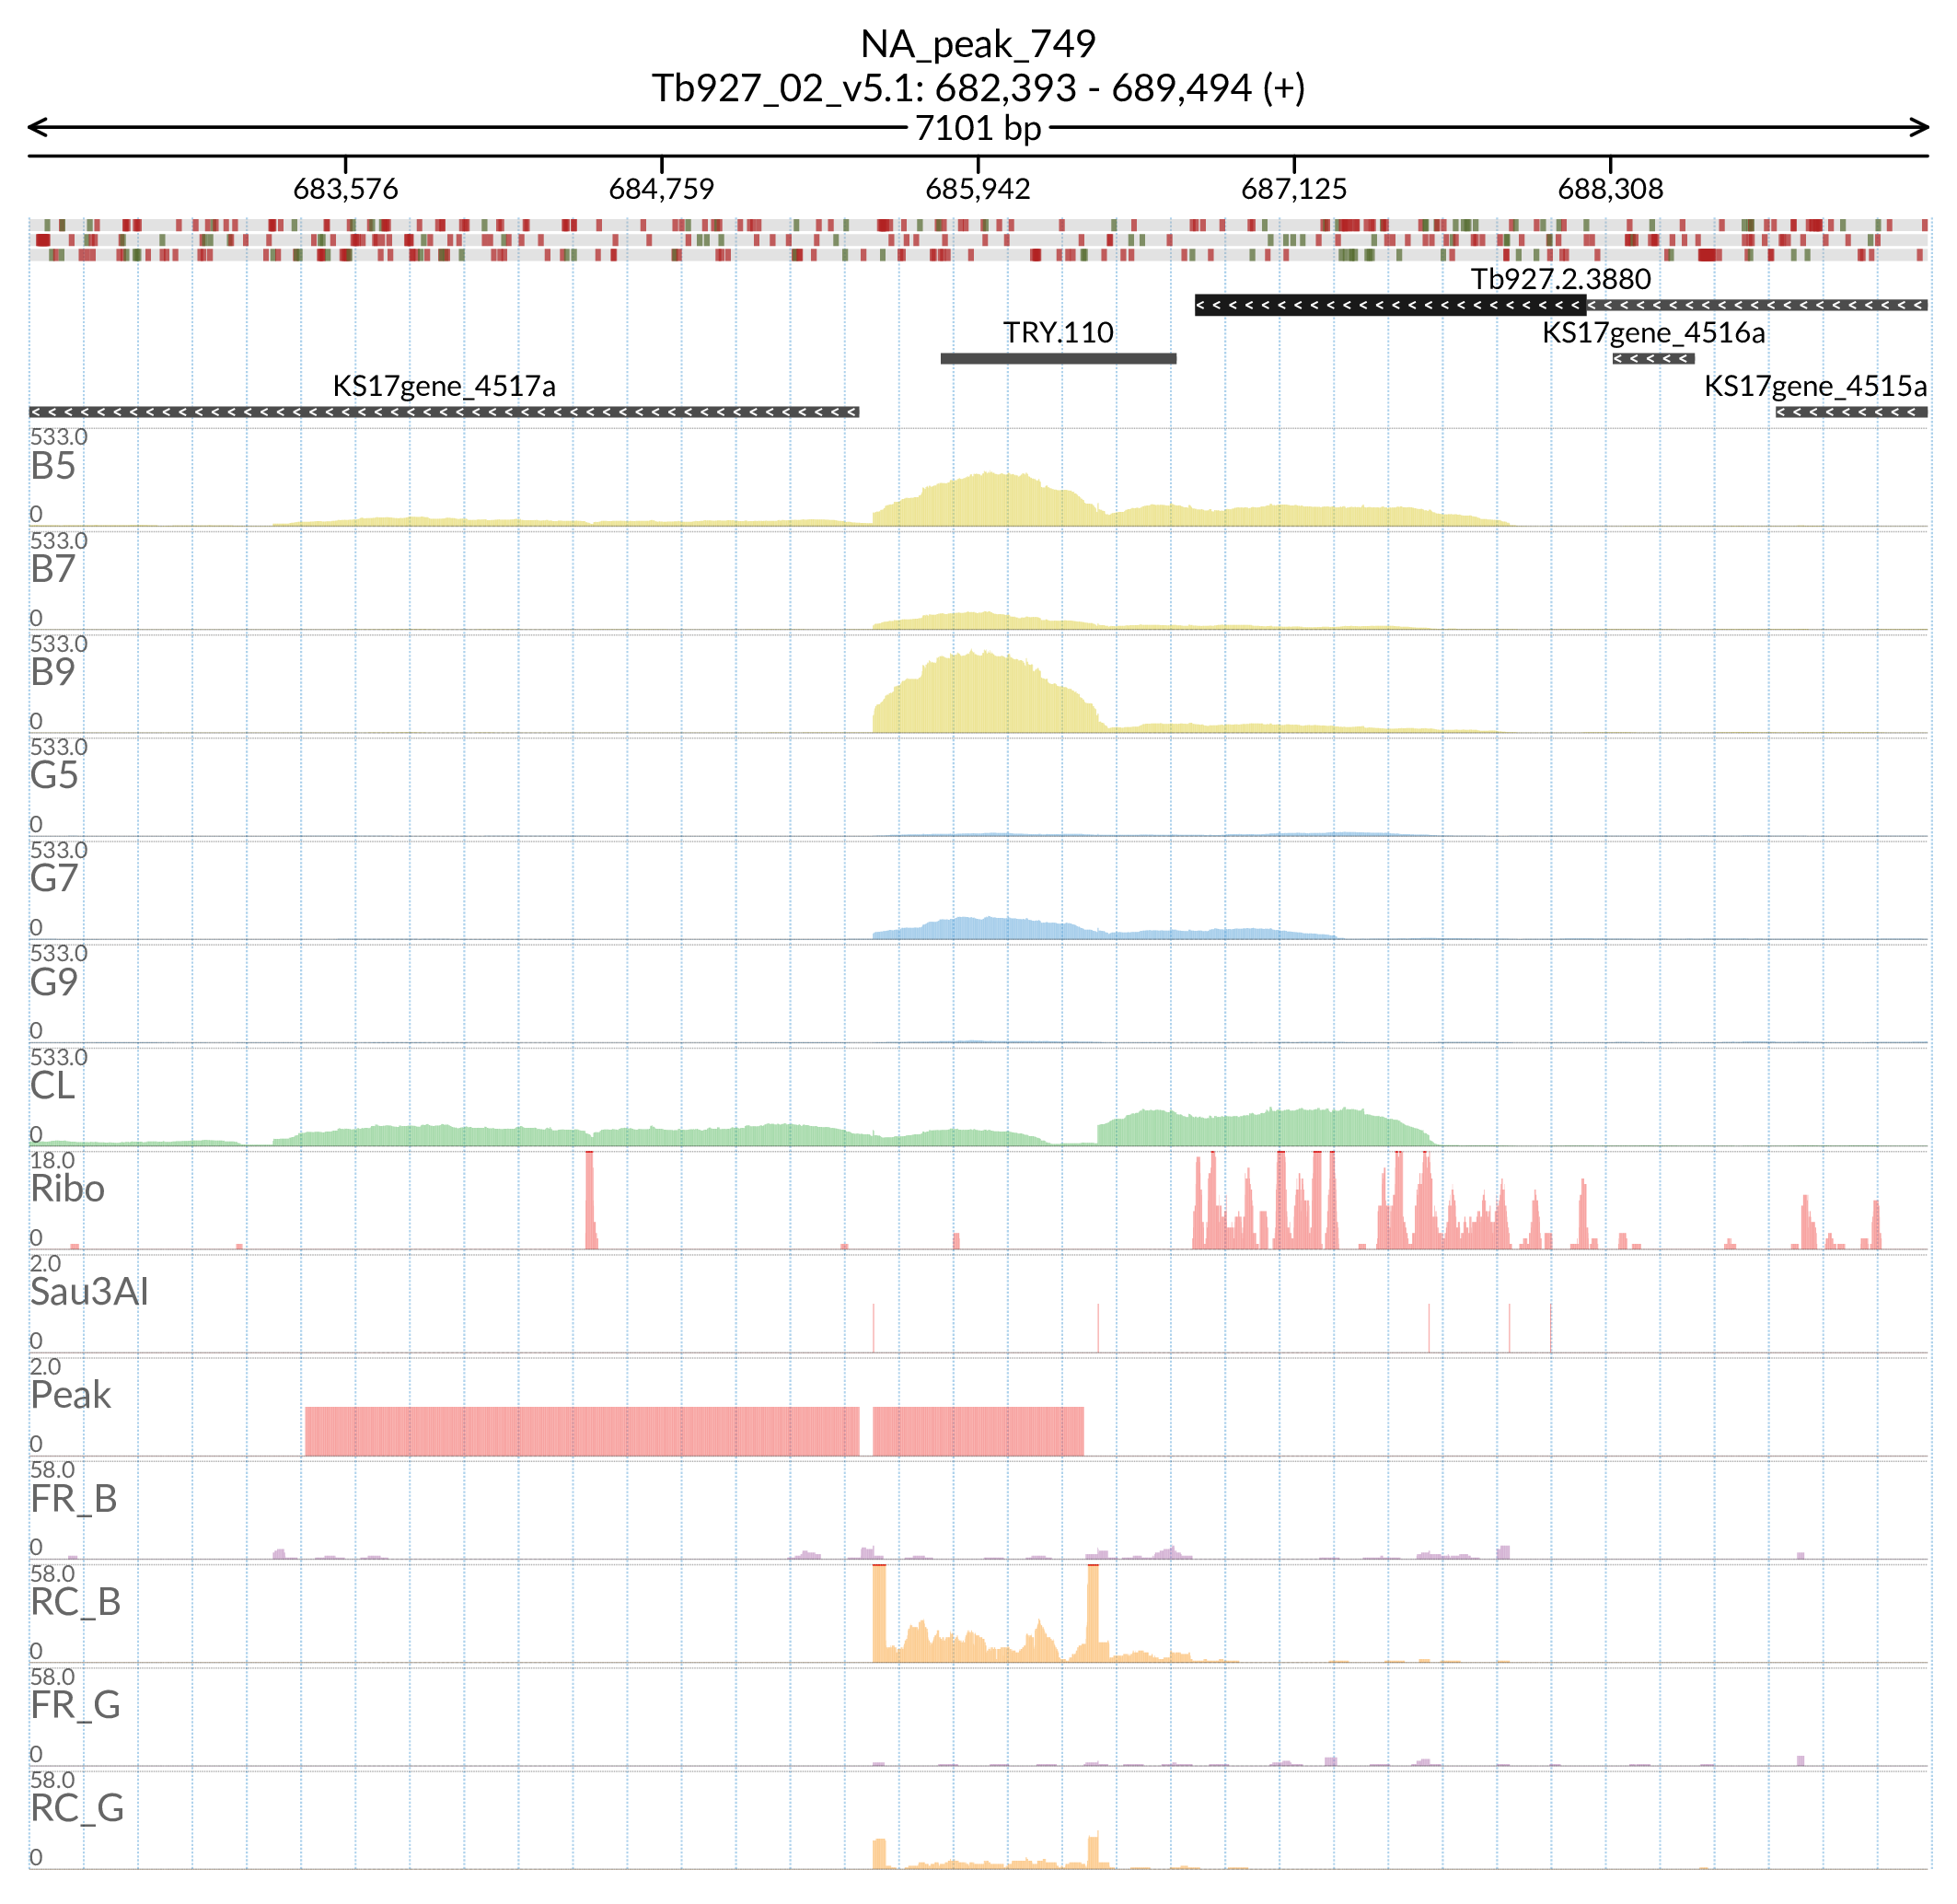 NA_peak_749
Tb927_02_v5.1: 682,393 - 689,494 (+)
7101 bp
683,576 684,759 685,942 687,125 688,308
Tb927.2.3880
TRY.110 KS17gene_4516a
KS17gene_4517a KS17gene_4515a
533.0
B5
0
533.0
B7
0
533.0
B9
0
533.0
G5
0
533.0
G7
0
533.0
G9
0
533.0
CL
0
18.0
Ribo
0
2.0
Sau3AI
0
2.0
Peak
0
58.0
FR_B
0
58.0
RC_B
0
58.0
FR_G
0
58.0
RC_G
0